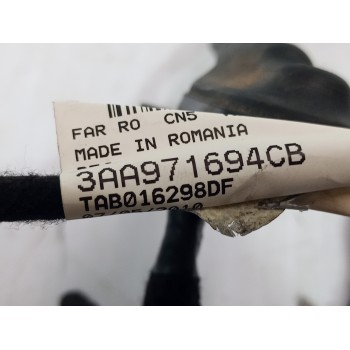 FAR RO CN5
MADE IN ROMANIA
3AA971694CB
TAB016298DF